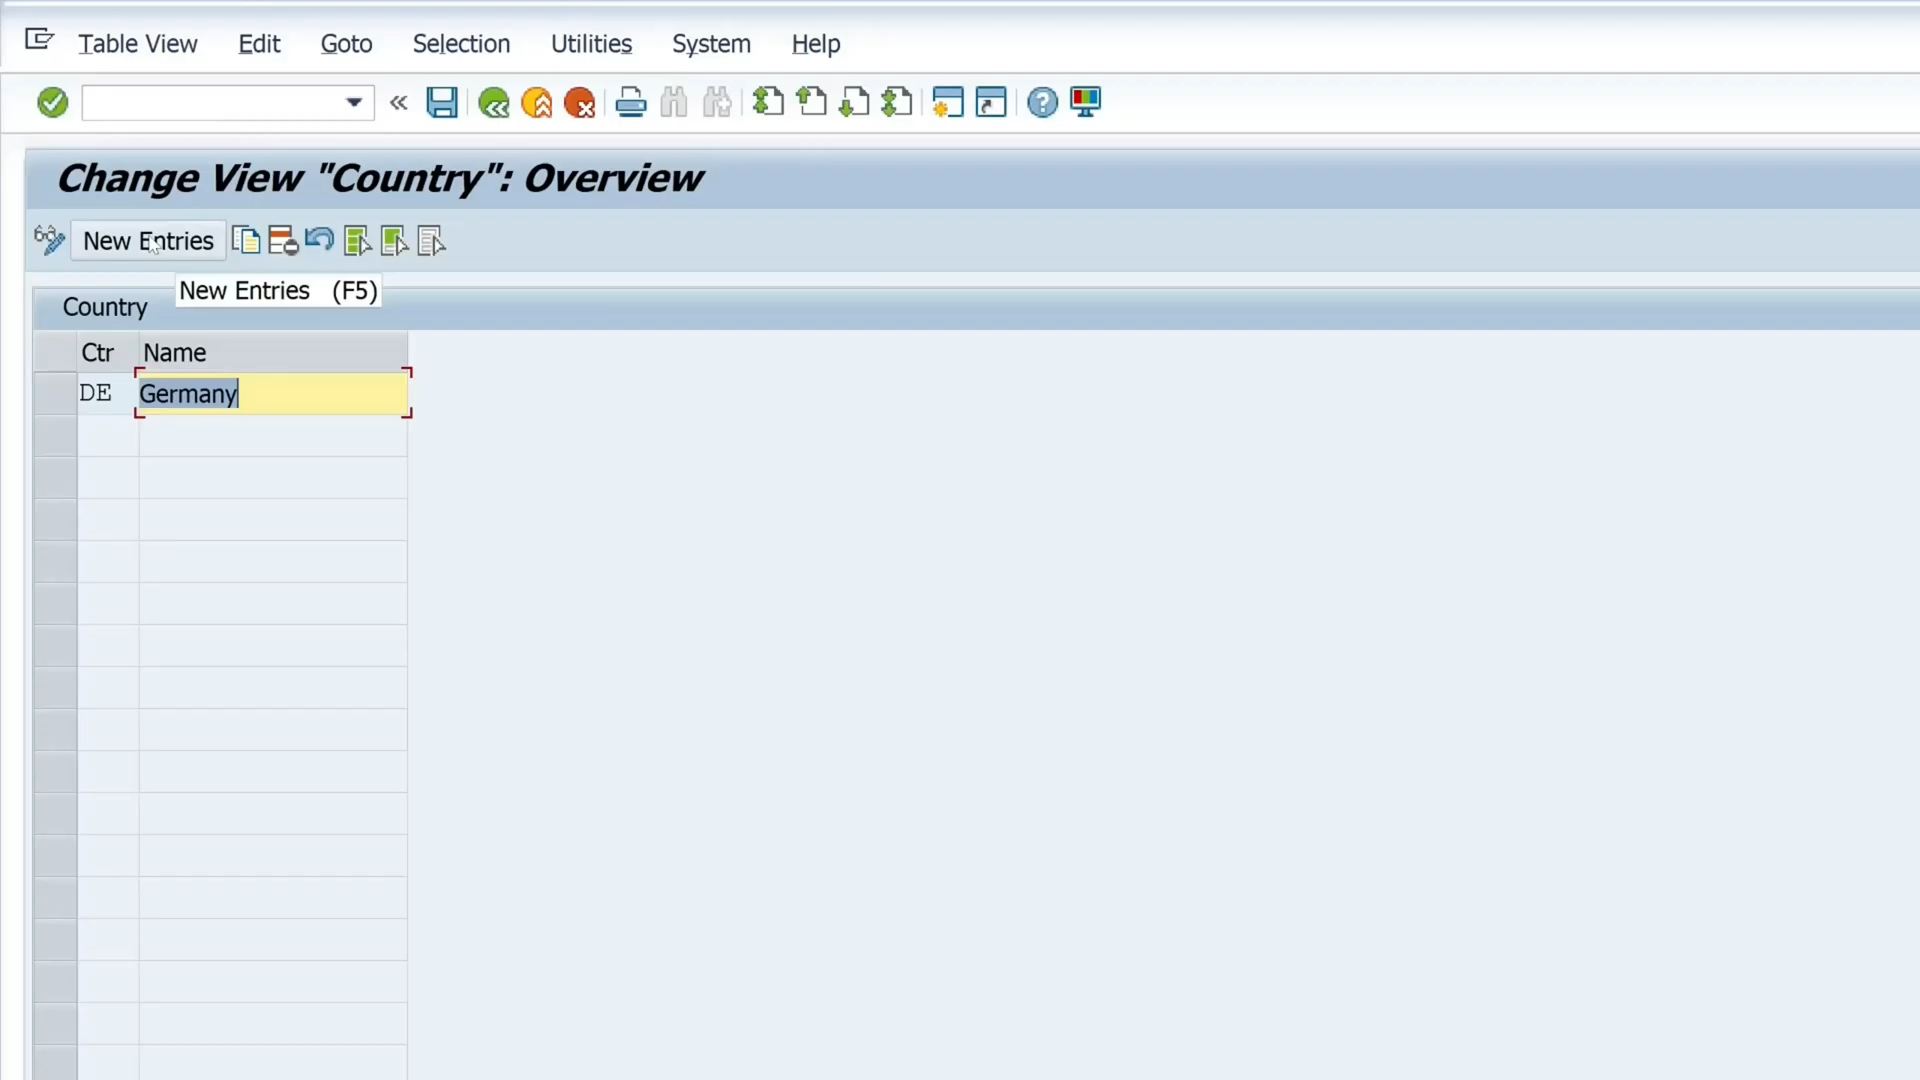 Table View Edit Goto Selection Utilities System Help
Change View "Country": Overview
New Entries
New Entries (F5)
Country
Ctr Name
DE Germany